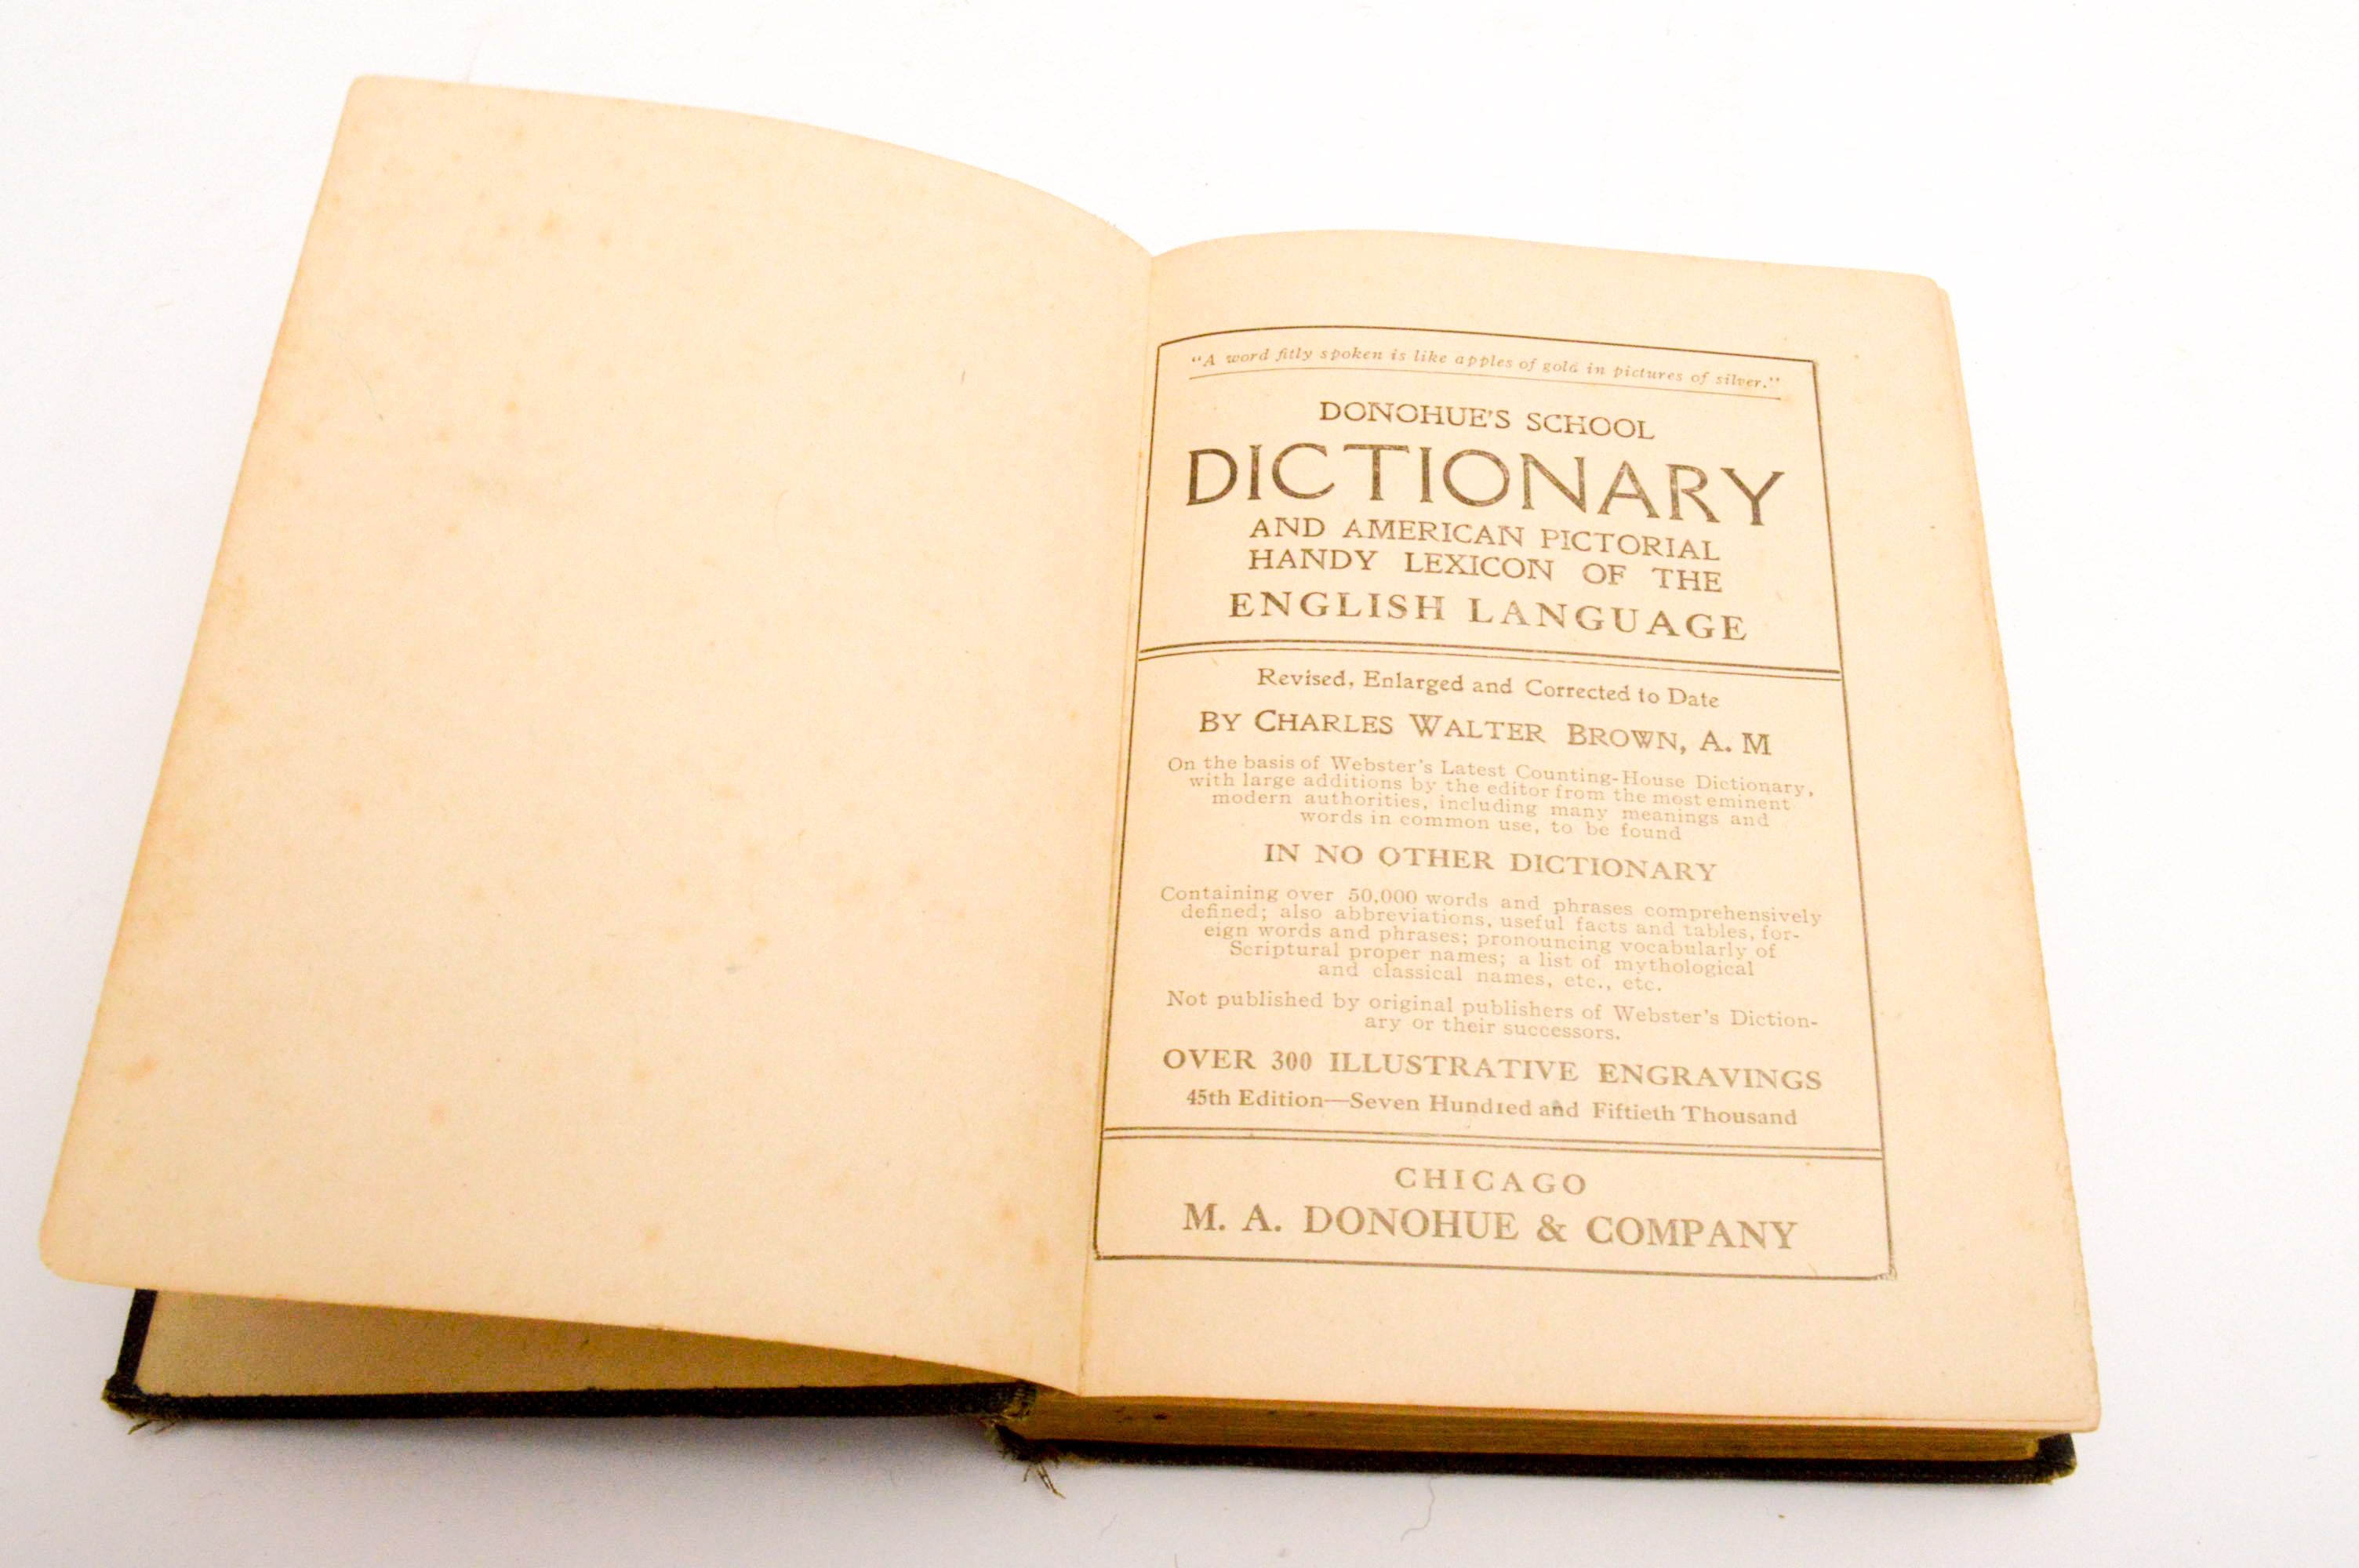 "A word fitly spoken is like apples of gold in pictures of silver."
DONOHUE'S SCHOOL
DICTIONARY
AND AMERICAN PICTORIAL
HANDY LEXICON OF THE
ENGLISH LANGUAGE
Revised, Enlarged and Corrected to Date
BY CHARLES WALTER BROWN, A. M
On the basis of Webster's Latest Counting-House Dictionary,
with large additions by the editor from the most eminent
modern authorities, including many meanings and
words in common use, to be found
IN NO OTHER DICTIONARY
Containing over 50,000 words and phrases comprehensively
defined; also abbreviations, useful facts and tables, for-
eign words and phrases; pronouncing vocabularly of
Scriptural proper names; a list of mythological
and classical names, etc., etc.
Not published by original publishers of Webster's Diction-
ary or their successors.
OVER 300 ILLUSTRATIVE ENGRAVINGS
45th Edition—Seven Hundred and Fiftieth Thousand
CHICAGO
M. A. DONOHUE & COMPANY